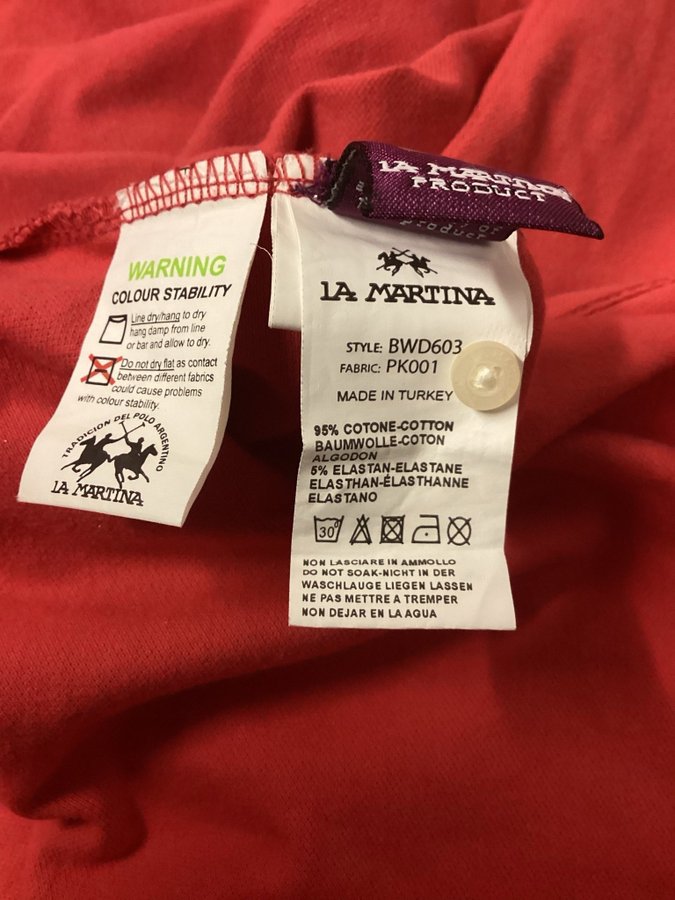 WARNING
COLOUR STABILITY
Line dry/hang to dry
hang damp from line
or bar and allow to dry.
Do not dry flat as contact
between different fabrics
could cause problems
with colour stability.
TRADICION DEL POLO ARGENTINO
LA MARTINA
LA MARTINA
PRODUCT
of
Product
LA MARTINA
STYLE: BWD603
FABRIC: PK001
MADE IN TURKEY
95% COTONE-COTTON
BAUMWOLLE-COTON
ALGODON
5% ELASTAN-ELASTANE
ELASTHAN-ÉLASTHANNE
ELASTANO
30°
NON LASCIARE IN AMMOLLO
DO NOT SOAK-NICHT IN DER
WASCHLAUGE LIEGEN LASSEN
NE PAS METTRE A TREMPER
NON DEJAR EN LA AGUA